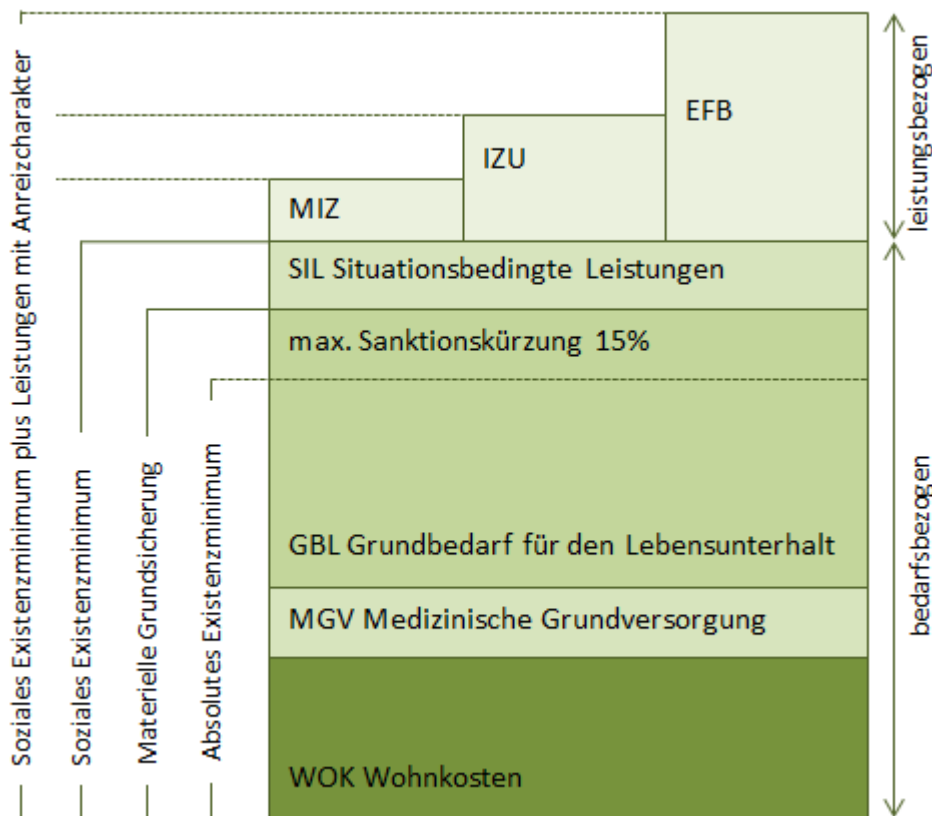 EFB
IZU
MIZ
SIL Situationsbedingte Leistungen
max. Sanktionskürzung 15%
GBL Grundbedarf für den Lebensunterhalt
MGV Medizinische Grundversorgung
WOK Wohnkosten
Soziales Existenzminimum plus Leistungen mit Anreizcharakter
Soziales Existenzminimum
Materielle Grundsicherung
Absolutes Existenzminimum
leistungsbezogen
bedarfsbezogen